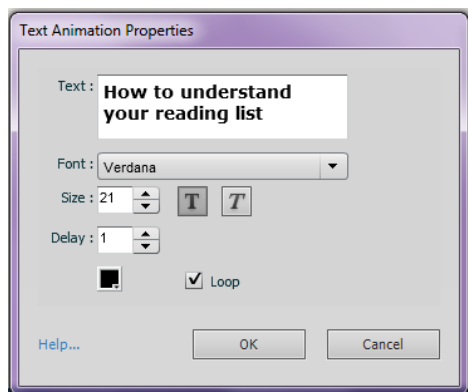 Text Animation Properties
Text : How to understand
your reading list
Font : Verdana
Size : 21 T T
Delay : 1
Loop
Help... OK Cancel